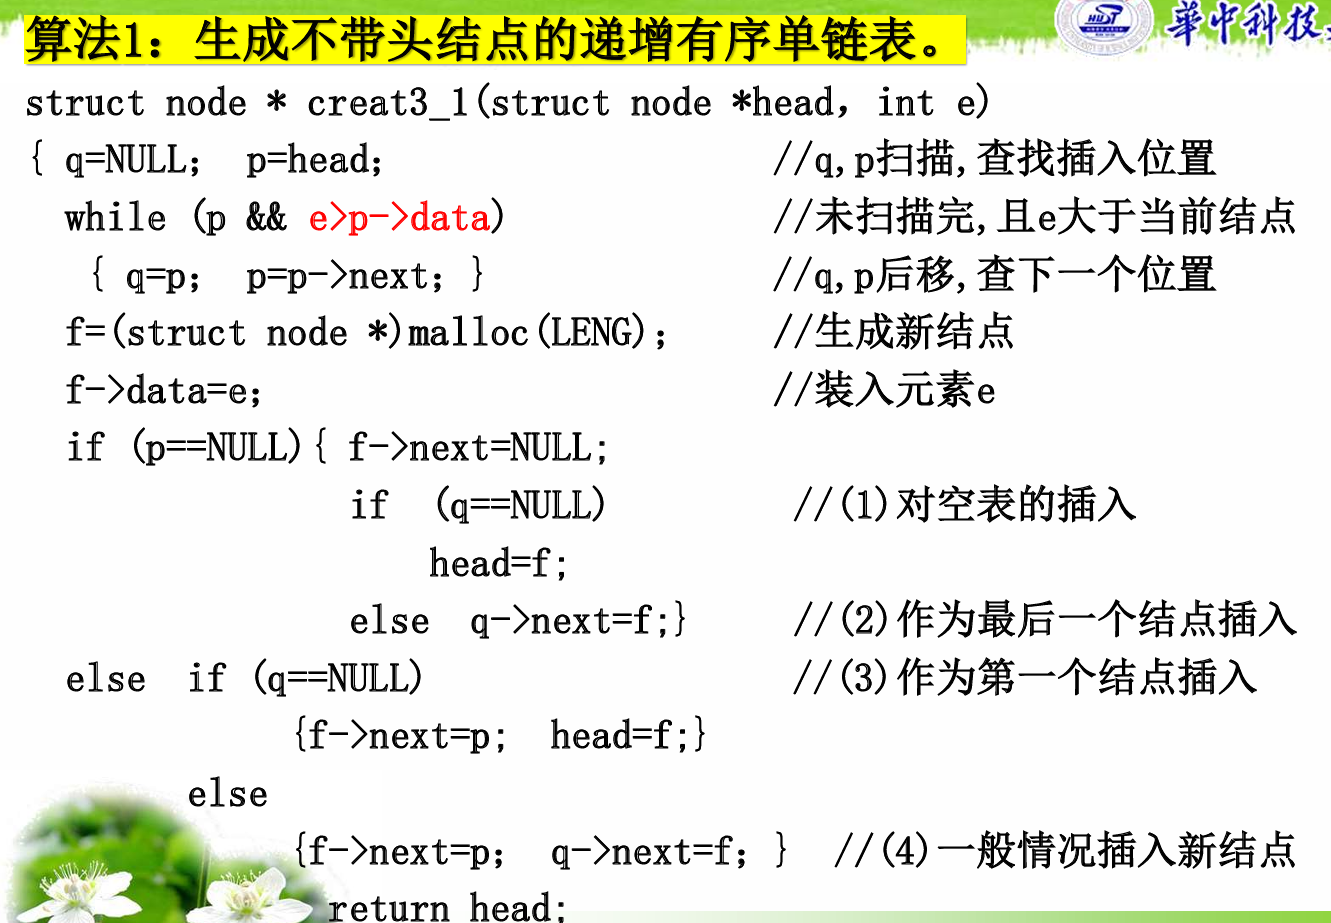 算法1：生成不带头结点的递增有序单链表。
HUST
華中科技
struct node * creat3_1(struct node *head, int e)
{ q=NULL; p=head; //q,p扫描,查找插入位置
while (p && e>p->data) //未扫描完,且e大于当前结点
{ q=p; p=p->next; } //q,p后移,查下一个位置
f=(struct node *)malloc(LENG); //生成新结点
f->data=e; //装入元素e
if (p==NULL){ f->next=NULL;
if (q==NULL) //(1)对空表的插入
head=f;
else q->next=f;} //(2)作为最后一个结点插入
else if (q==NULL) //(3)作为第一个结点插入
{f->next=p; head=f;}
else
{f->next=p; q->next=f; } //(4)一般情况插入新结点
return head;